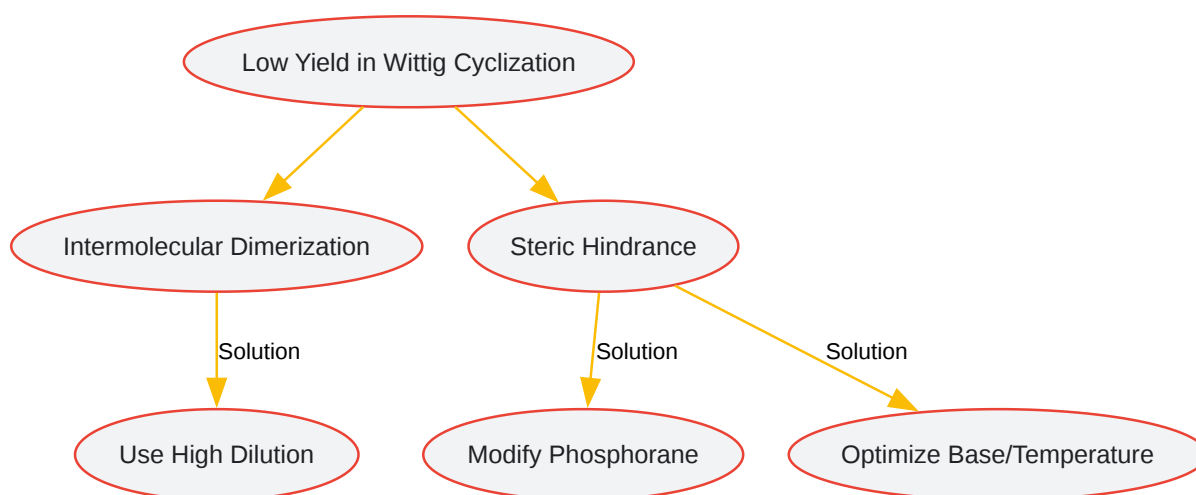 Low Yield in Wittig Cyclization
Intermolecular Dimerization
Steric Hindrance
Solution
Solution
Solution
Use High Dilution
Modify Phosphorane
Optimize Base/Temperature